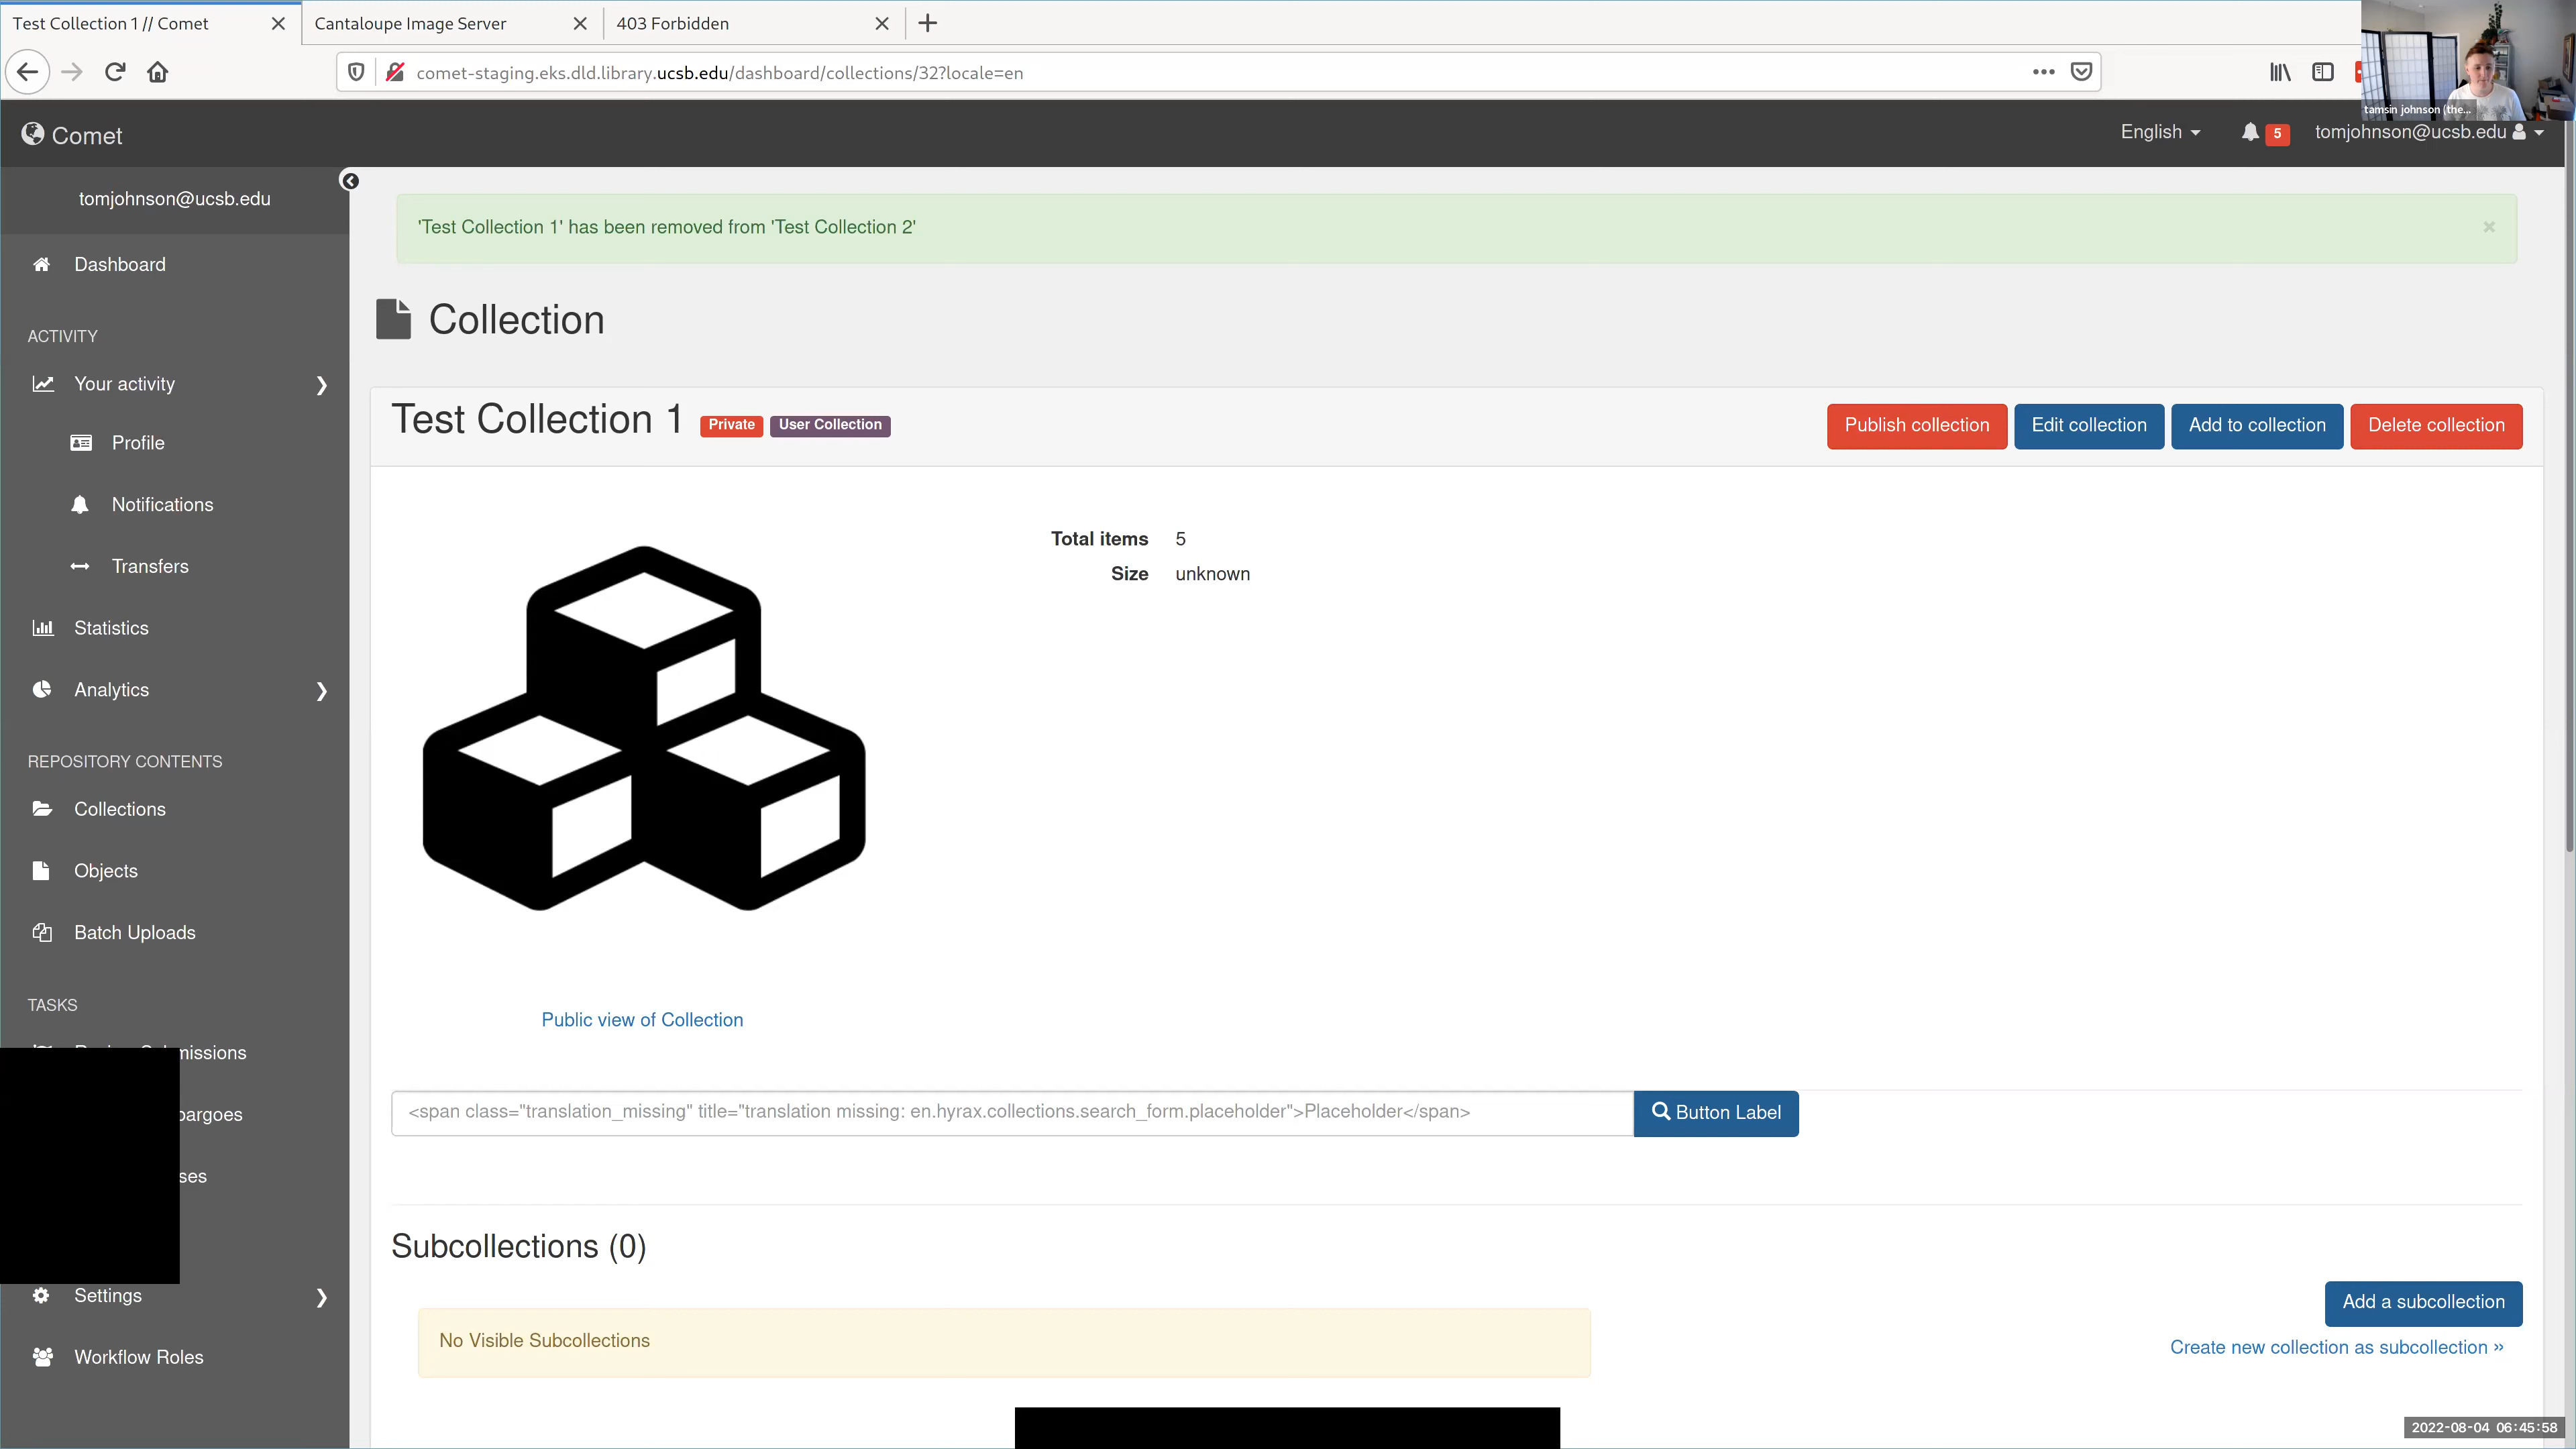 Test Collection 1 // Comet
Cantaloupe Image Server
403 Forbidden
comet-staging.eks.dld.library.ucsb.edu/dashboard/collections/32?locale=en
tamsin johnson (the...
Comet
English
5
tomjohnson@ucsb.edu
tomjohnson@ucsb.edu
Dashboard
ACTIVITY
Your activity
Profile
Notifications
Transfers
Statistics
Analytics
REPOSITORY CONTENTS
Collections
Objects
Batch Uploads
TASKS
missions
bargoes
ses
Settings
Workflow Roles
'Test Collection 1' has been removed from 'Test Collection 2'
Collection
Test Collection 1 Private User Collection
Publish collection Edit collection Add to collection Delete collection
Total items 5
Size unknown
Public view of Collection
<span class="translation_missing" title="translation missing: en.hyrax.collections.search_form.placeholder">Placeholder</span>
Button Label
Subcollections (0)
Add a subcollection
No Visible Subcollections
Create new collection as subcollection »
2022-08-04 06:45:58